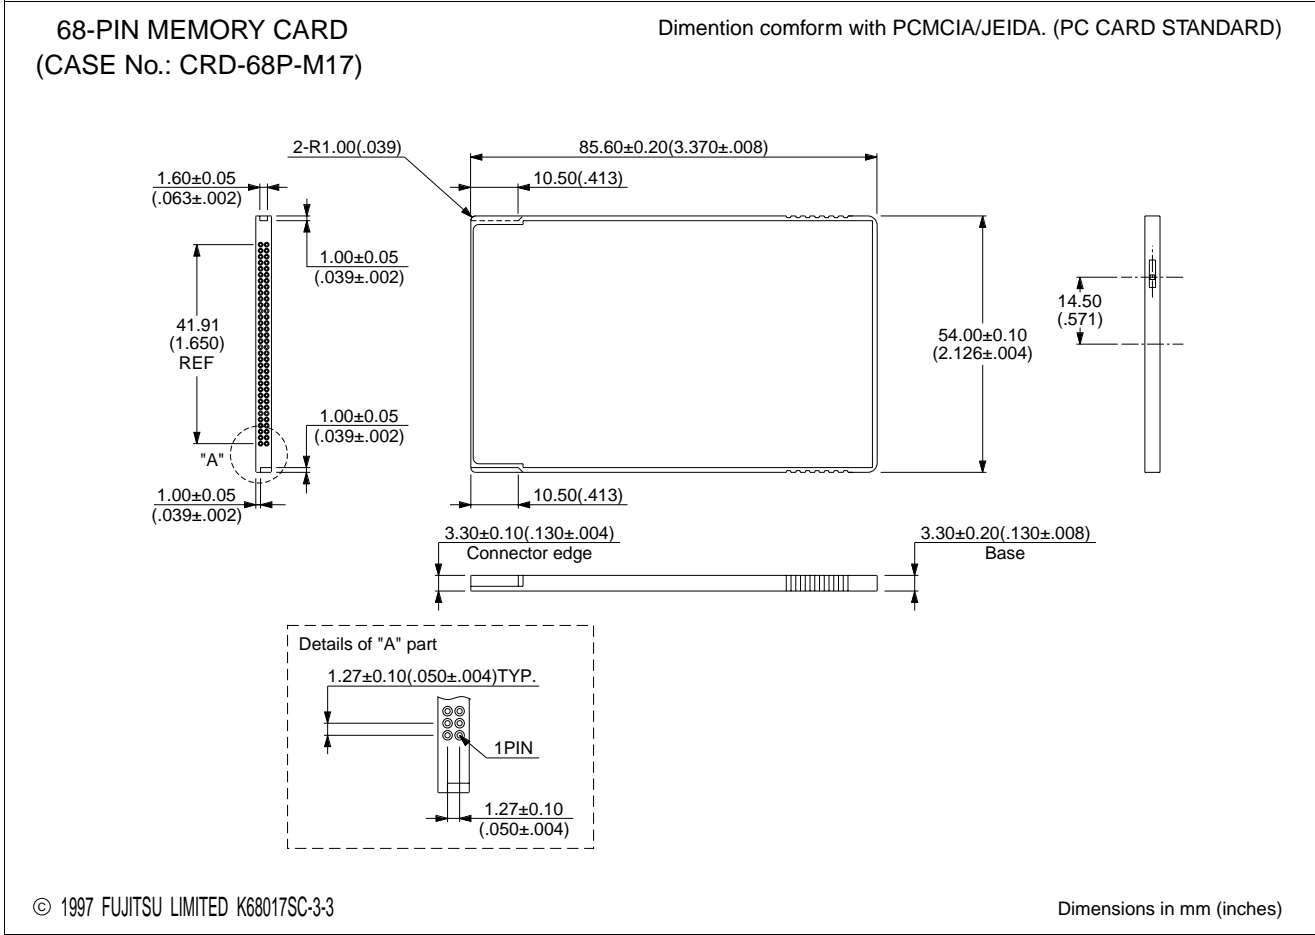 68-PIN MEMORY CARD
(CASE No.: CRD-68P-M17)
Dimention comform with PCMCIA/JEIDA. (PC CARD STANDARD)
2-R1.00(.039)
85.60±0.20(3.370±.008)
10.50(.413)
1.60±0.05
(.063±.002)
1.00±0.05
(.039±.002)
41.91
(1.650)
REF
54.00±0.10
(2.126±.004)
14.50
(.571)
1.00±0.05
(.039±.002)
"A"
1.00±0.05
(.039±.002)
10.50(.413)
3.30±0.10(.130±.004)
Connector edge
3.30±0.20(.130±.008)
Base
Details of "A" part
1.27±0.10(.050±.004)TYP.
1PIN
1.27±0.10
(.050±.004)
© 1997 FUJITSU LIMITED K68017SC-3-3
Dimensions in mm (inches)